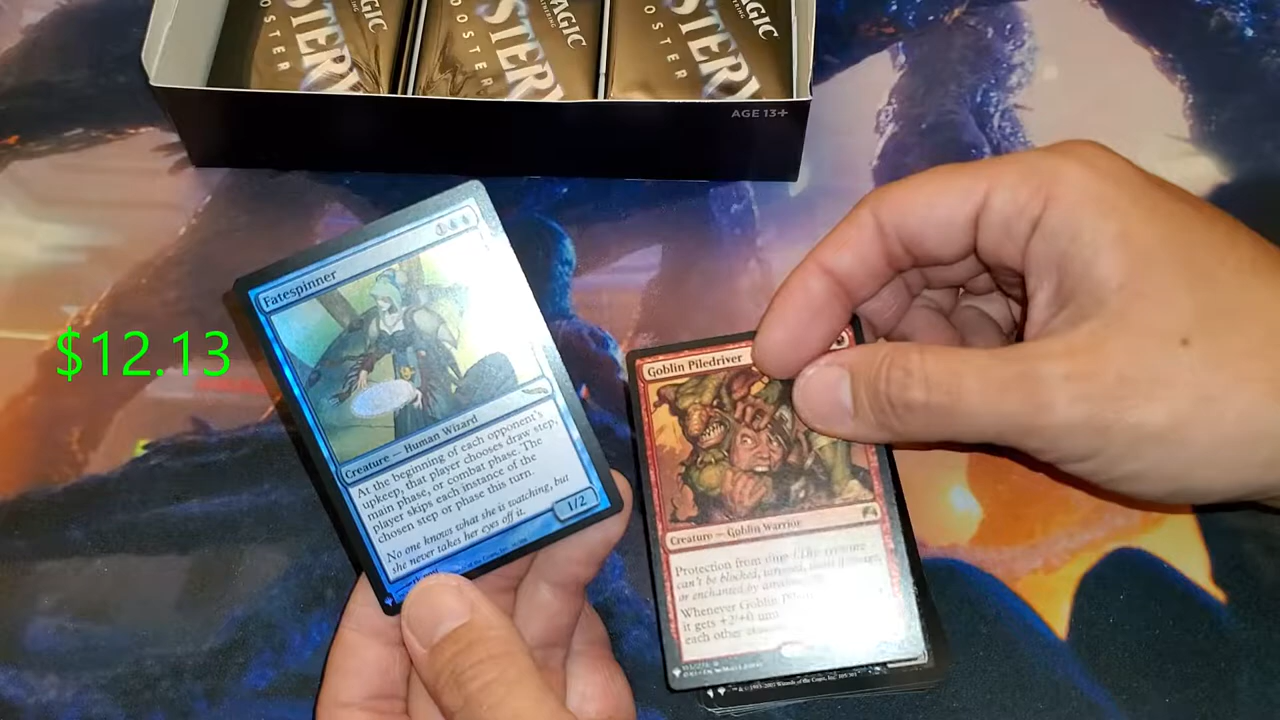 MAGIC
STERY
OOSTER
MAGIC
STERY
OOSTER
MAGIC
STERY
OOSTER
AGE 13+
$12.13
Fatespinner
Creature — Human Wizard
At the beginning of each opponent's
upkeep, that player chooses draw step,
main phase, or combat phase. The
player skips each instance of the
chosen step or phase this turn.
No one knows what she is watching, but
she never takes her eyes off it.
1/2
Goblin Piledriver
Creature — Goblin Warrior
Protection from
can't be blocked,
or enchanted by
Whenever Goblin
it gets +2/+0
each other